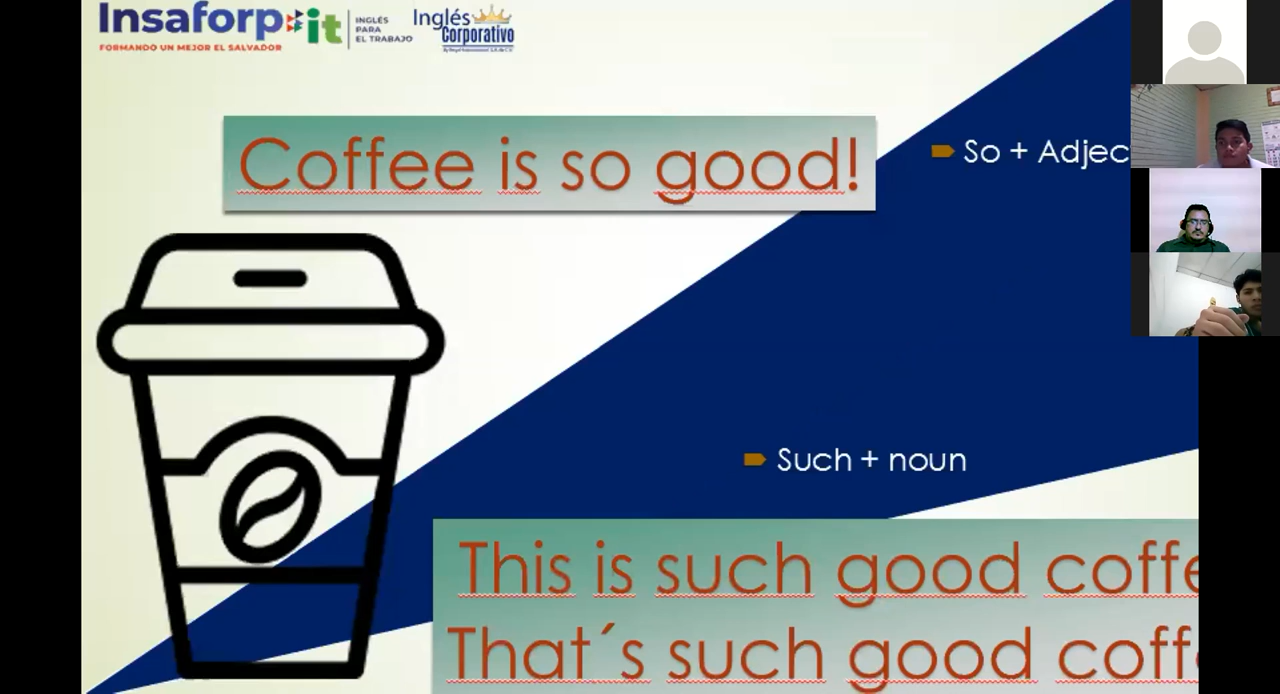 Insaforp it
FORMANDO UN MEJOR EL SALVADOR
INGLÉS
PARA
EL TRABAJO
Inglés
Corporativo
Coffee is so good!
So + Adjec
Such + noun
This is such good coffe
That´s such good coff